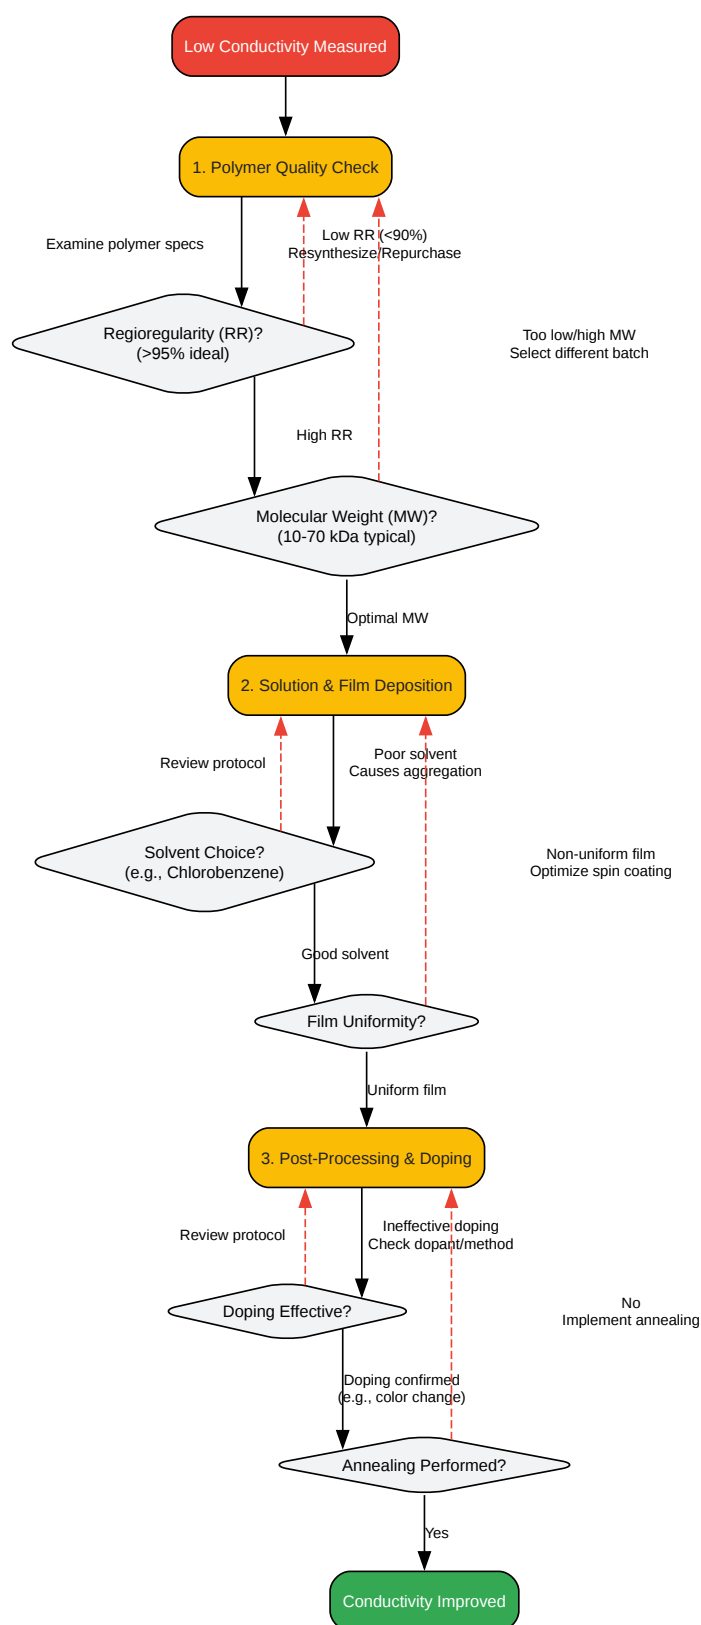 Low Conductivity Measured
1. Polymer Quality Check
Examine polymer specs
Low RR (<90%)
Resynthesize/Repurchase
Regioregularity (RR)?
(>95% ideal)
Too low/high MW
Select different batch
High RR
Molecular Weight (MW)?
(10-70 kDa typical)
Optimal MW
2. Solution & Film Deposition
Review protocol
Poor solvent
Causes aggregation
Solvent Choice?
(e.g., Chlorobenzene)
Non-uniform film
Optimize spin coating
Good solvent
Film Uniformity?
Uniform film
3. Post-Processing & Doping
Review protocol
Ineffective doping
Check dopant/method
Doping Effective?
No
Implement annealing
Doping confirmed
(e.g., color change)
Annealing Performed?
Yes
Conductivity Improved